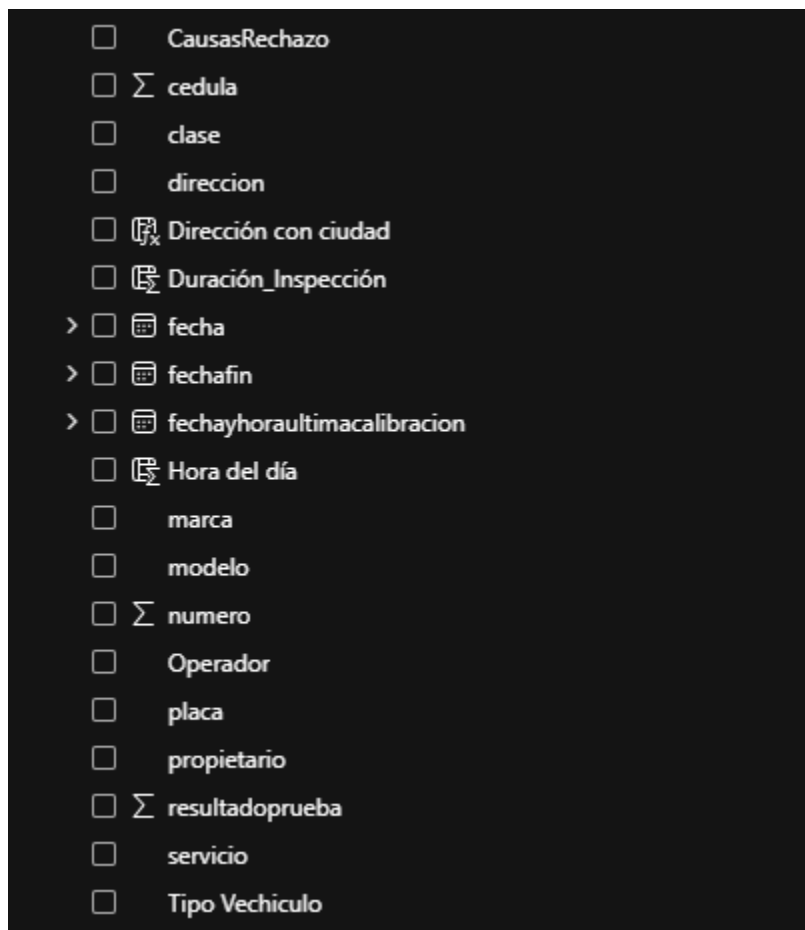 CausasRechazo
cedula
clase
direccion
Dirección con ciudad
Duración_Inspección
fecha
fechafin
fechayhoraultimacalibracion
Hora del día
marca
modelo
numero
Operador
placa
propietario
resultadoprueba
servicio
Tipo Vechiculo